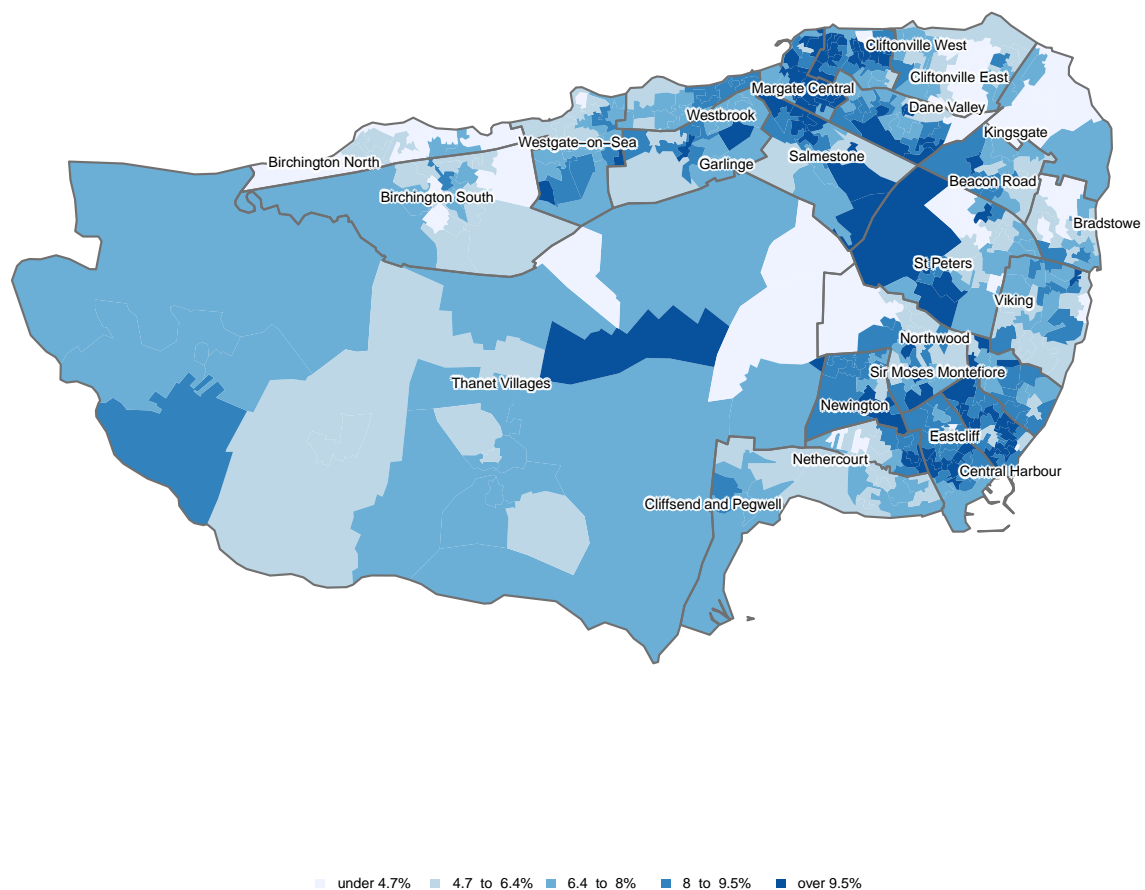 Cliftonville West
Cliftonville East
Margate Central
Dane Valley
Westbrook
Kingsgate
Westgate−on−Sea
Birchington North
Garlinge
Salmestone
Beacon Road
Birchington South
Bradstowe
St Peters
Viking
Northwood
Sir Moses Montefiore
Thanet Villages
Newington
Eastcliff
Nethercourt
Central Harbour
Cliffsend and Pegwell
under 4.7% 4.7 to 6.4% 6.4 to 8% 8 to 9.5% over 9.5%